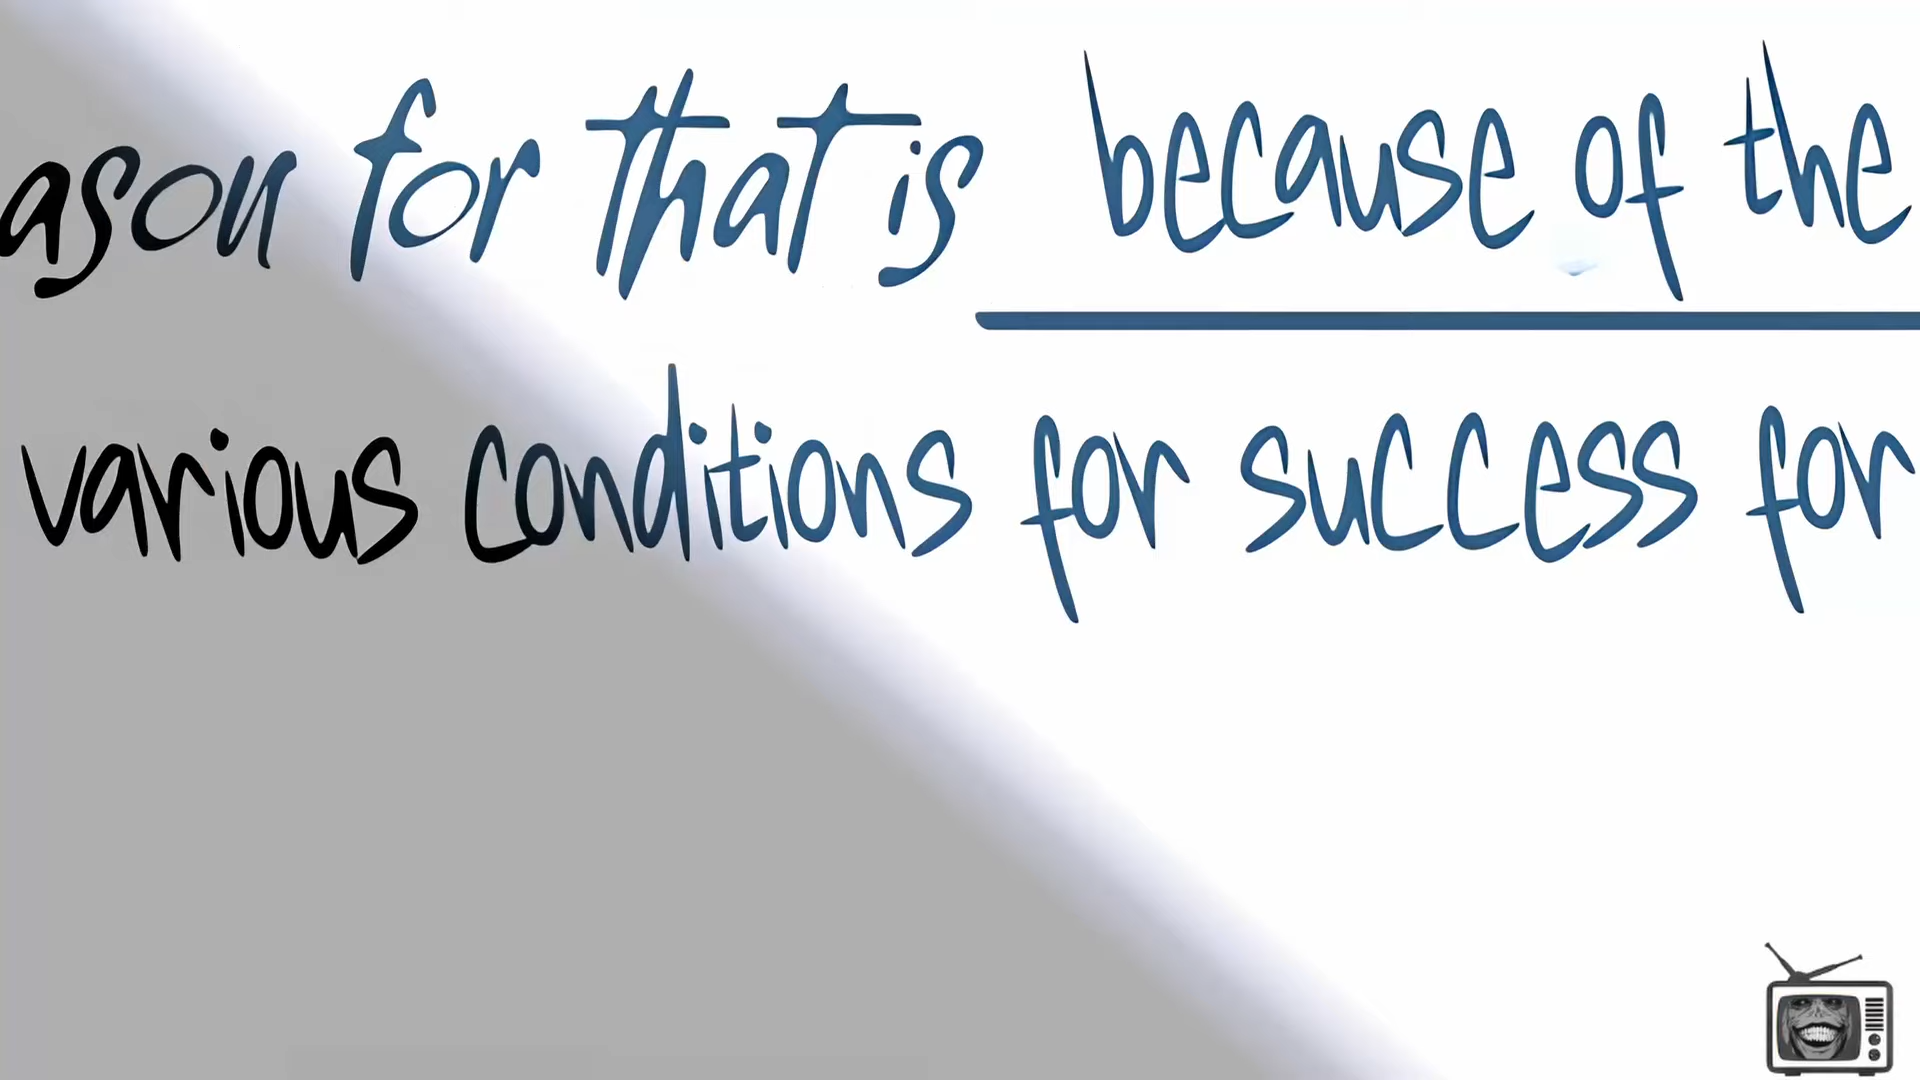 ason for that is because of the
various conditions for success for